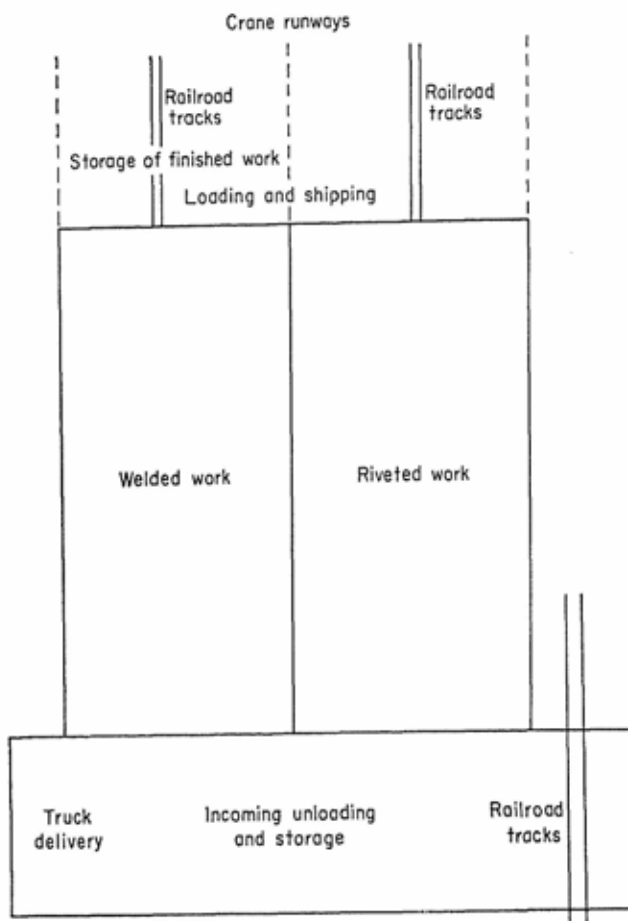 Crane runways
Railroad
tracks
Railroad
tracks
Storage of finished work
Loading and shipping
Welded work
Riveted work
Truck
delivery
Incoming unloading
and storage
Railroad
tracks